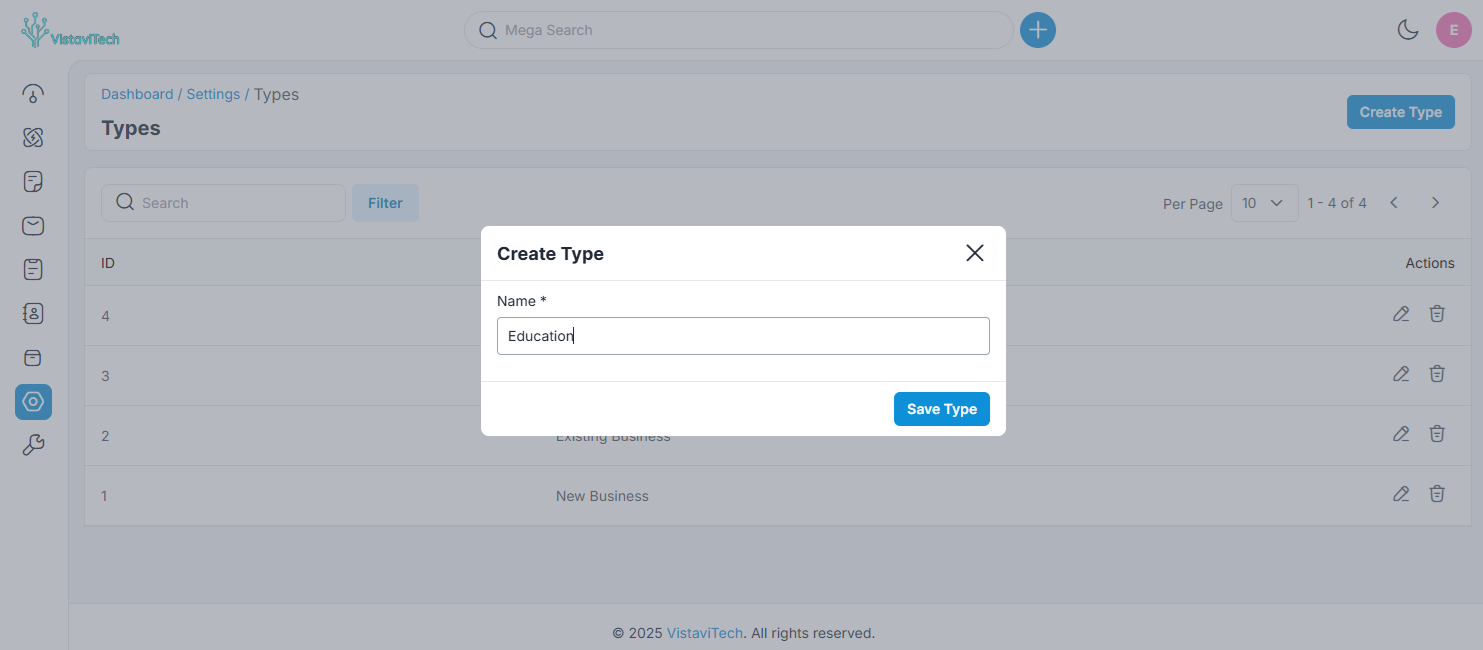 VistaviTech
Mega Search
E
Dashboard / Settings / Types
Types
Create Type
Search
Filter
Per Page
10
1 - 4 of 4
ID
Actions
4
3
2
Existing Business
1
New Business
Create Type
Name *
Education
Save Type
© 2025 VistaviTech. All rights reserved.